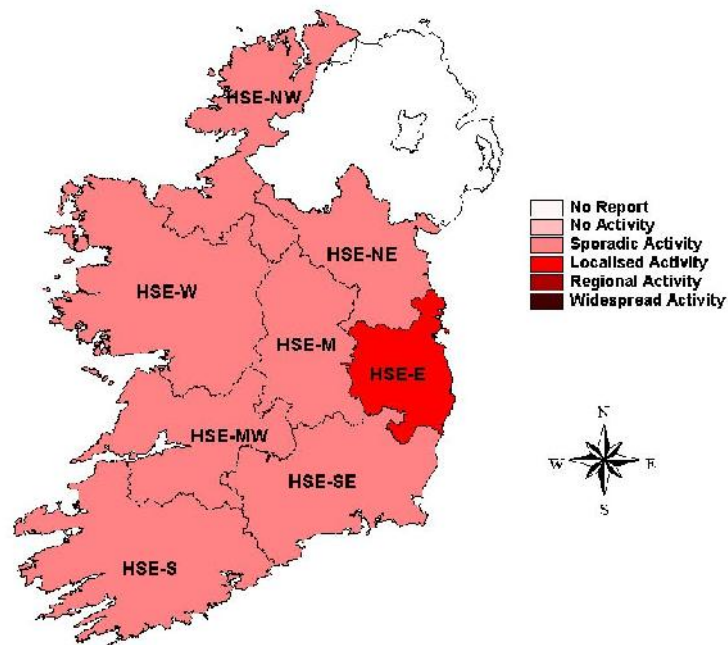 HSE-NW
No Report
No Activity
Sporadic Activity
Localised Activity
Regional Activity
Widespread Activity
HSE-NE
HSE-W
HSE-M
HSE-E
HSE-MW
HSE-SE
HSE-S
N
W E
S